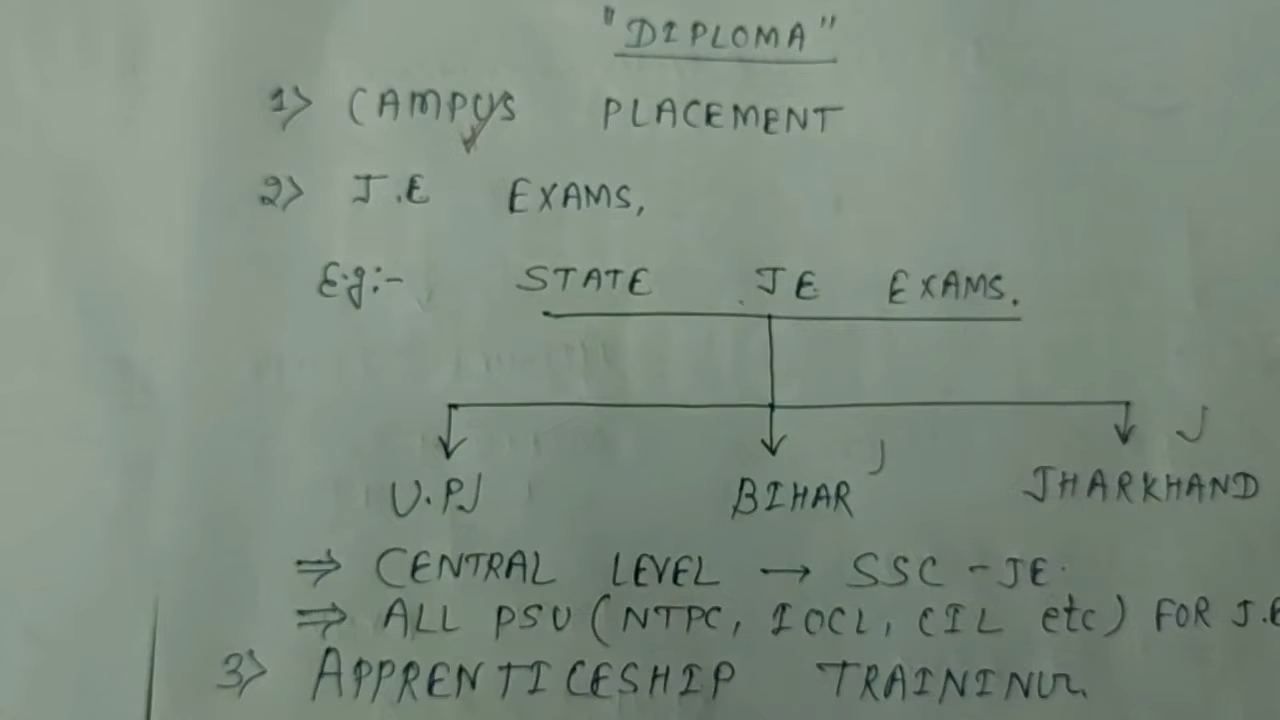 "DIPLOMA"
1) CAMPUS PLACEMENT
2) J.E EXAMS,
E.g:- STATE JE EXAMS.
U.P, BIHAR, JHARKHAND
⇒ CENTRAL LEVEL → SSC - JE.
⇒ ALL PSU (NTPC, IOCL, CIL etc) FOR J.E
3) APPRENTICESHIP TRAINING